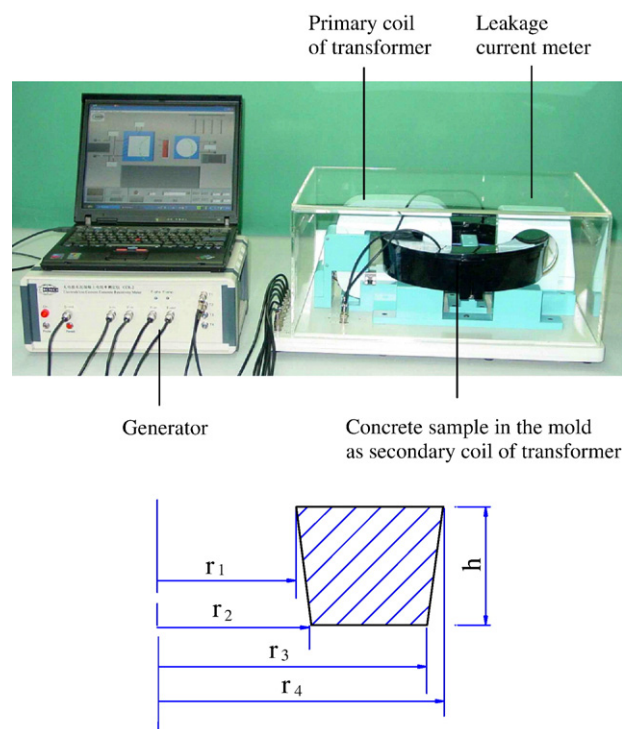 Primary coil
of transformer
Leakage
current meter
Generator
Concrete sample in the mold
as secondary coil of transformer
r1
r2
r3
r4
h